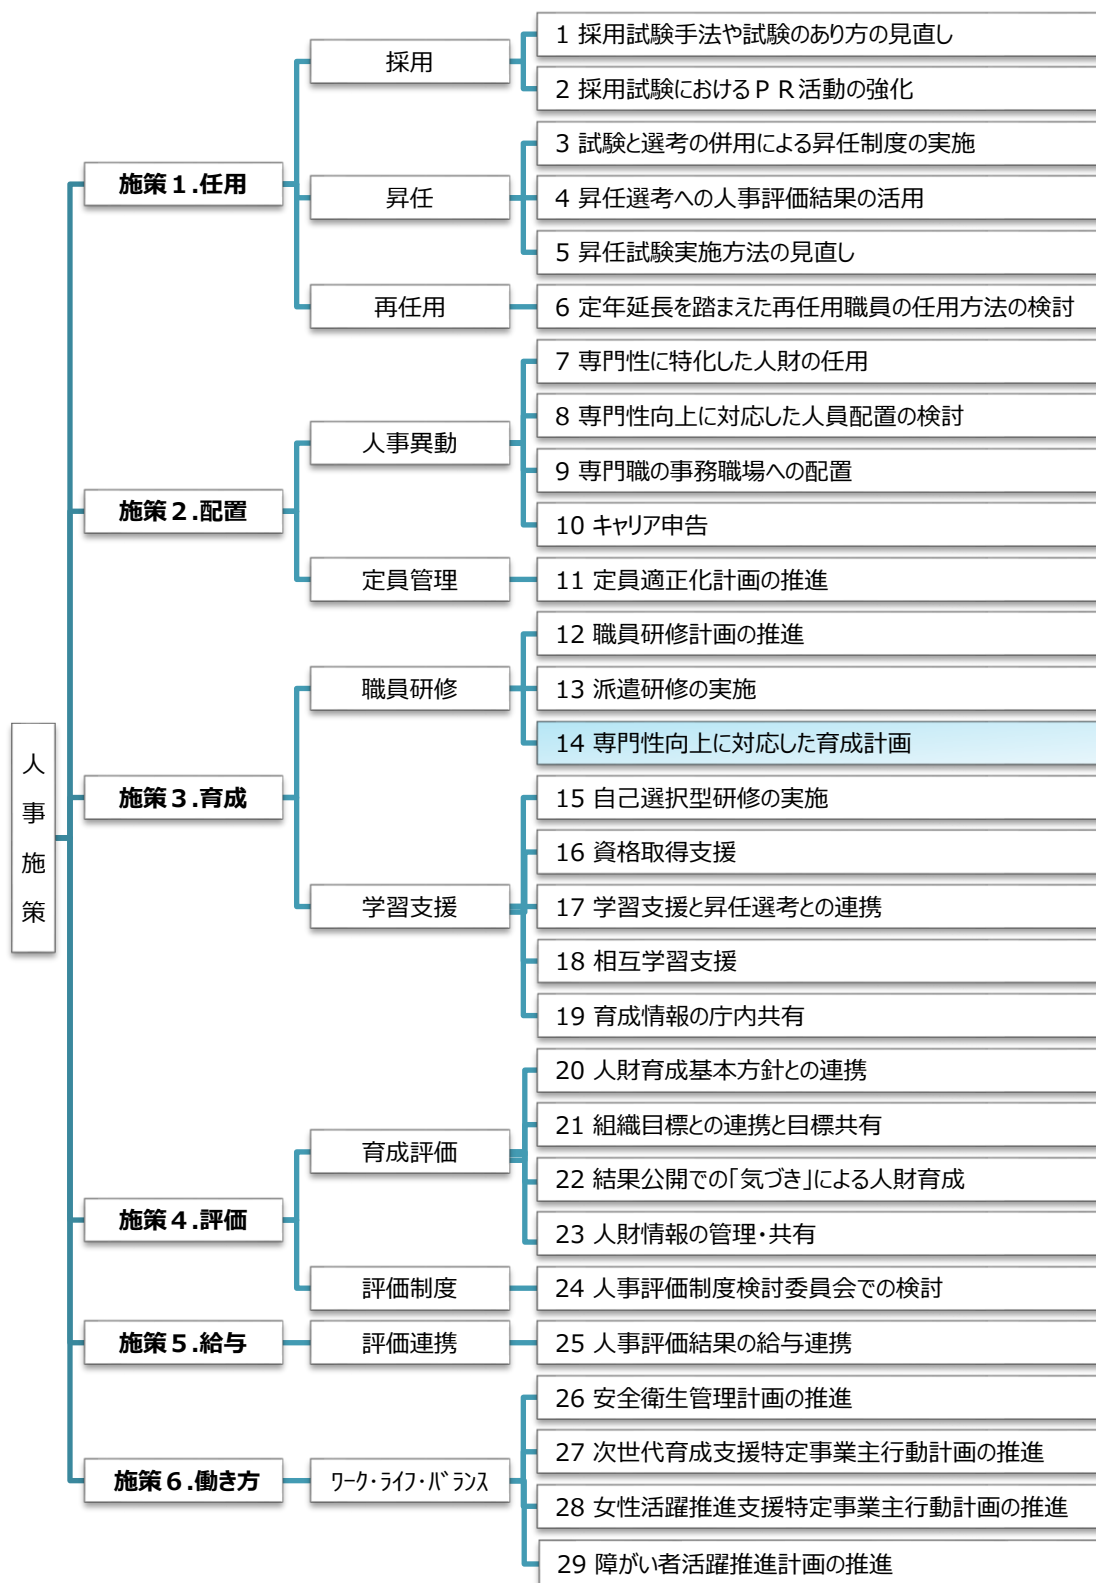 人事施策
施策１.任用
採用
1 採用試験手法や試験のあり方の見直し
2 採用試験におけるＰＲ活動の強化
昇任
3 試験と選考の併用による昇任制度の実施
4 昇任選考への人事評価結果の活用
5 昇任試験実施方法の見直し
再任用
6 定年延長を踏まえた再任用職員の任用方法の検討
施策２.配置
人事異動
7 専門性に特化した人財の任用
8 専門性向上に対応した人員配置の検討
9 専門職の事務職場への配置
10 キャリア申告
定員管理
11 定員適正化計画の推進
施策３.育成
職員研修
12 職員研修計画の推進
13 派遣研修の実施
14 専門性向上に対応した育成計画
学習支援
15 自己選択型研修の実施
16 資格取得支援
17 学習支援と昇任選考との連携
18 相互学習支援
19 育成情報の庁内共有
施策４.評価
育成評価
20 人財育成基本方針との連携
21 組織目標との連携と目標共有
22 結果公開での「気づき」による人財育成
23 人財情報の管理・共有
評価制度
24 人事評価制度検討委員会での検討
施策５.給与
評価連携
25 人事評価結果の給与連携
施策６.働き方
ﾜｰｸ・ﾗｲﾌ・ﾊﾞﾗﾝｽ
26 安全衛生管理計画の推進
27 次世代育成支援特定事業主行動計画の推進
28 女性活躍推進支援特定事業主行動計画の推進
29 障がい者活躍推進計画の推進